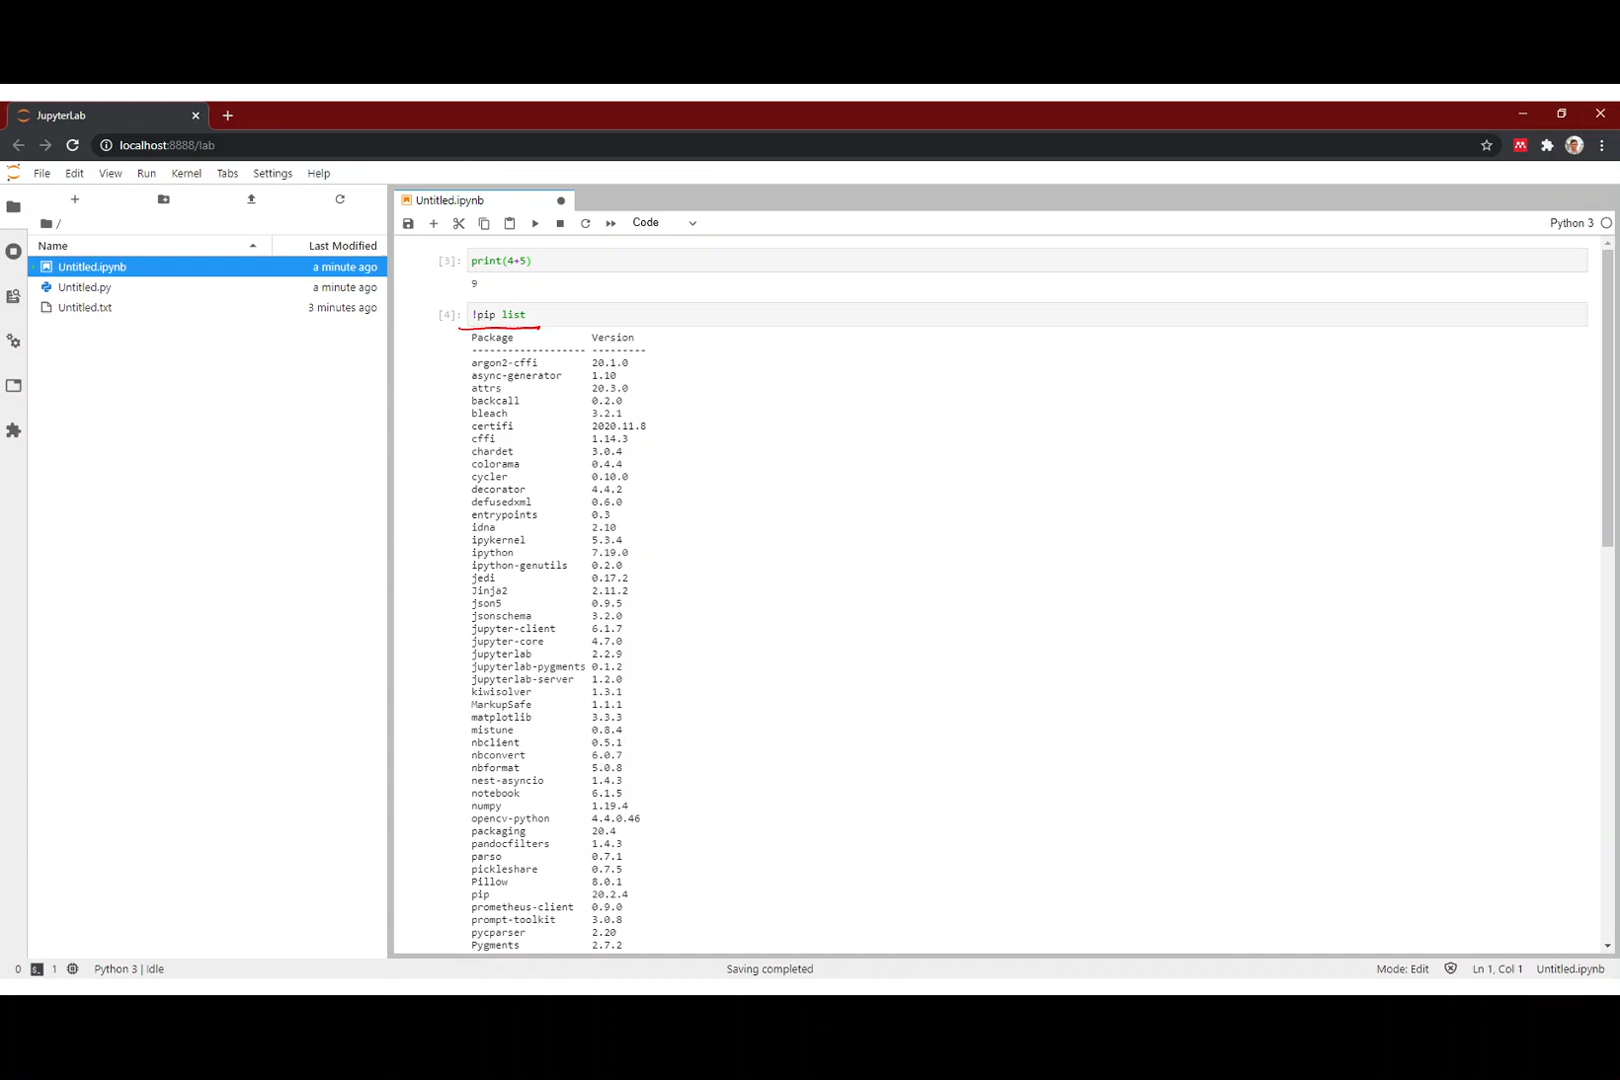 JupyterLab
localhost:8888/lab
File Edit View Run Kernel Tabs Settings Help
/
Name Last Modified
Untitled.ipynb a minute ago
Untitled.py a minute ago
Untitled.txt 3 minutes ago
Untitled.ipynb
Code
Python 3
[3]: print(4+5)
9
[4]: !pip list
Package Version
------------------- ---------
argon2-cffi 20.1.0
async-generator 1.10
attrs 20.3.0
backcall 0.2.0
bleach 3.2.1
certifi 2020.11.8
cffi 1.14.3
chardet 3.0.4
colorama 0.4.4
cycler 0.10.0
decorator 4.4.2
defusedxml 0.6.0
entrypoints 0.3
idna 2.10
ipykernel 5.3.4
ipython 7.19.0
ipython-genutils 0.2.0
jedi 0.17.2
Jinja2 2.11.2
json5 0.9.5
jsonschema 3.2.0
jupyter-client 6.1.7
jupyter-core 4.7.0
jupyterlab 2.2.9
jupyterlab-pygments 0.1.2
jupyterlab-server 1.2.0
kiwisolver 1.3.1
MarkupSafe 1.1.1
matplotlib 3.3.3
mistune 0.8.4
nbclient 0.5.1
nbconvert 6.0.7
nbformat 5.0.8
nest-asyncio 1.4.3
notebook 6.1.5
numpy 1.19.4
opencv-python 4.4.0.46
packaging 20.4
pandocfilters 1.4.3
parso 0.7.1
pickleshare 0.7.5
Pillow 8.0.1
pip 20.2.4
prometheus-client 0.9.0
prompt-toolkit 3.0.8
pycparser 2.20
Pygments 2.7.2
0 1 Python 3 | Idle Saving completed Mode: Edit Ln 1, Col 1 Untitled.ipynb